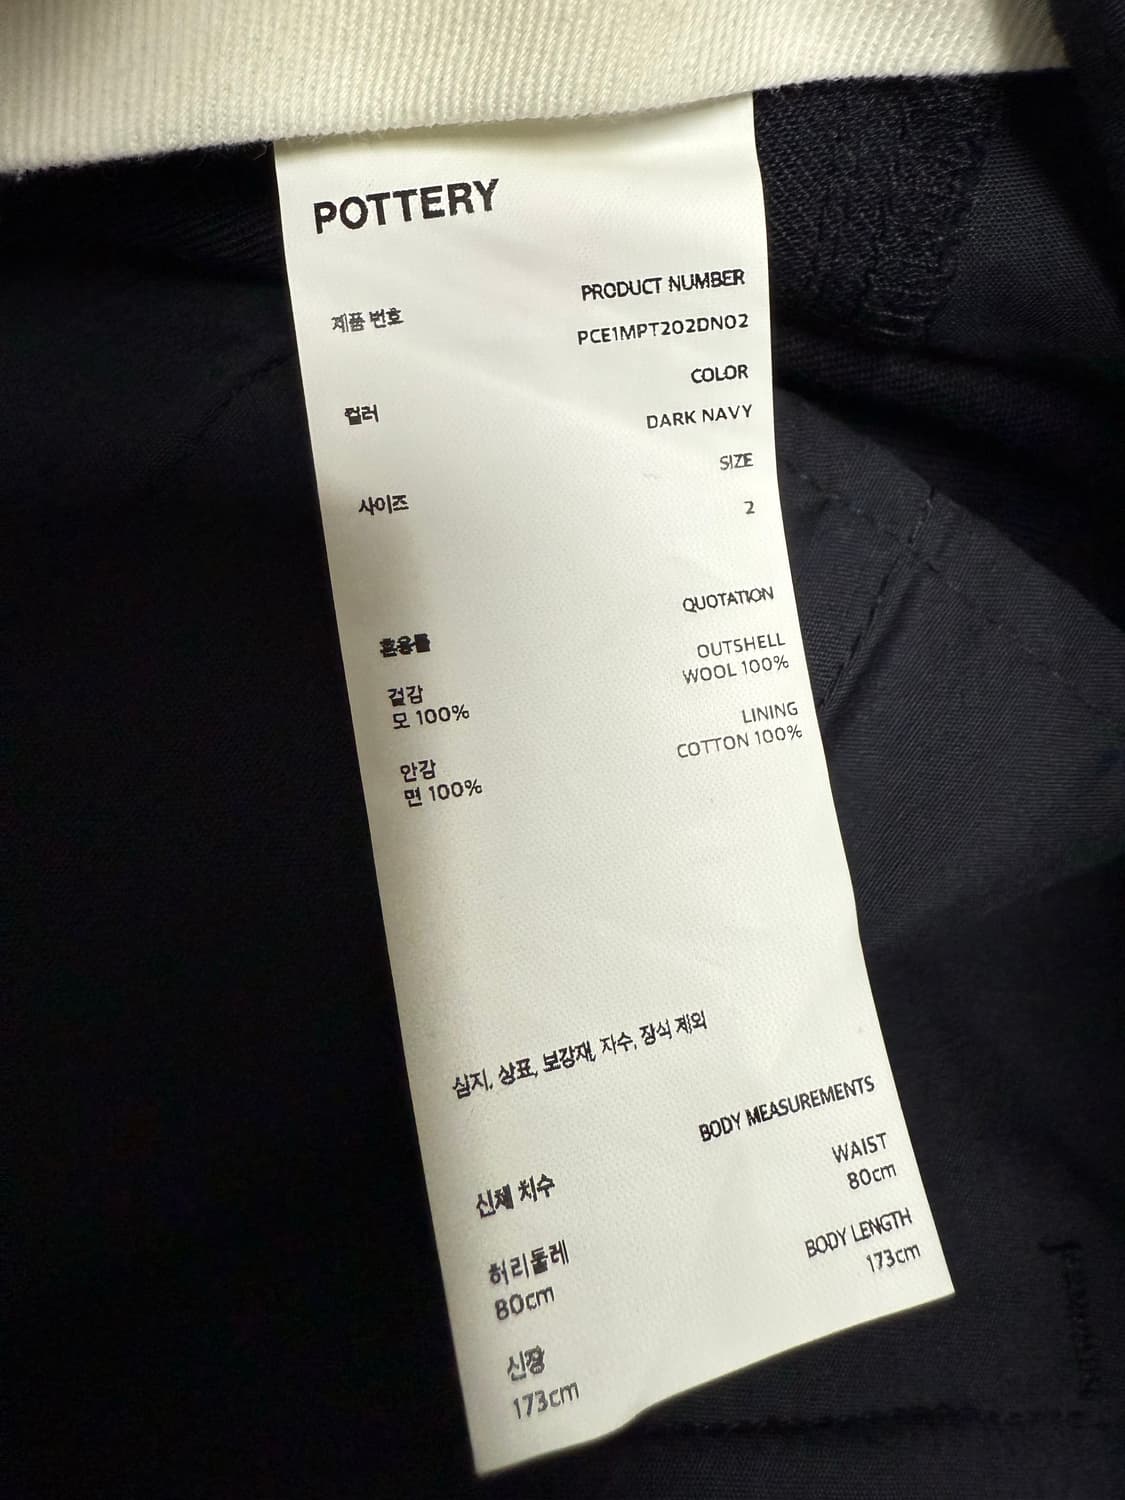 POTTERY
PRODUCT NUMBER
제품 번호
PCE1MPT202DN02
COLOR
컬러
DARK NAVY
SIZE
사이즈
2
QUOTATION
혼용률
OUTSHELL
WOOL 100%
겉감
모 100%
LINING
COTTON 100%
안감
면 100%
심지, 상표, 보강재, 자수, 장식 제외
BODY MEASUREMENTS
신체 치수
WAIST
80cm
허리둘레
80cm
BODY LENGTH
173cm
신장
173cm